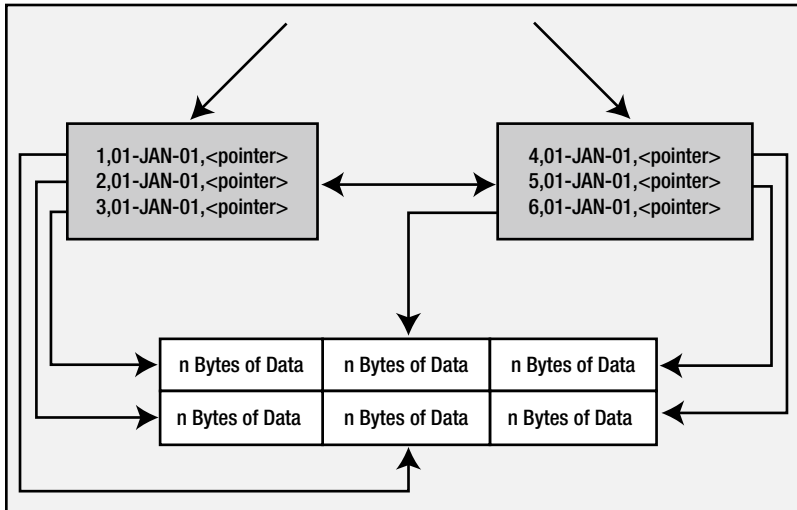 1,01-JAN-01,<pointer>
2,01-JAN-01,<pointer>
3,01-JAN-01,<pointer>
4,01-JAN-01,<pointer>
5,01-JAN-01,<pointer>
6,01-JAN-01,<pointer>
n Bytes of Data
n Bytes of Data
n Bytes of Data
n Bytes of Data
n Bytes of Data
n Bytes of Data